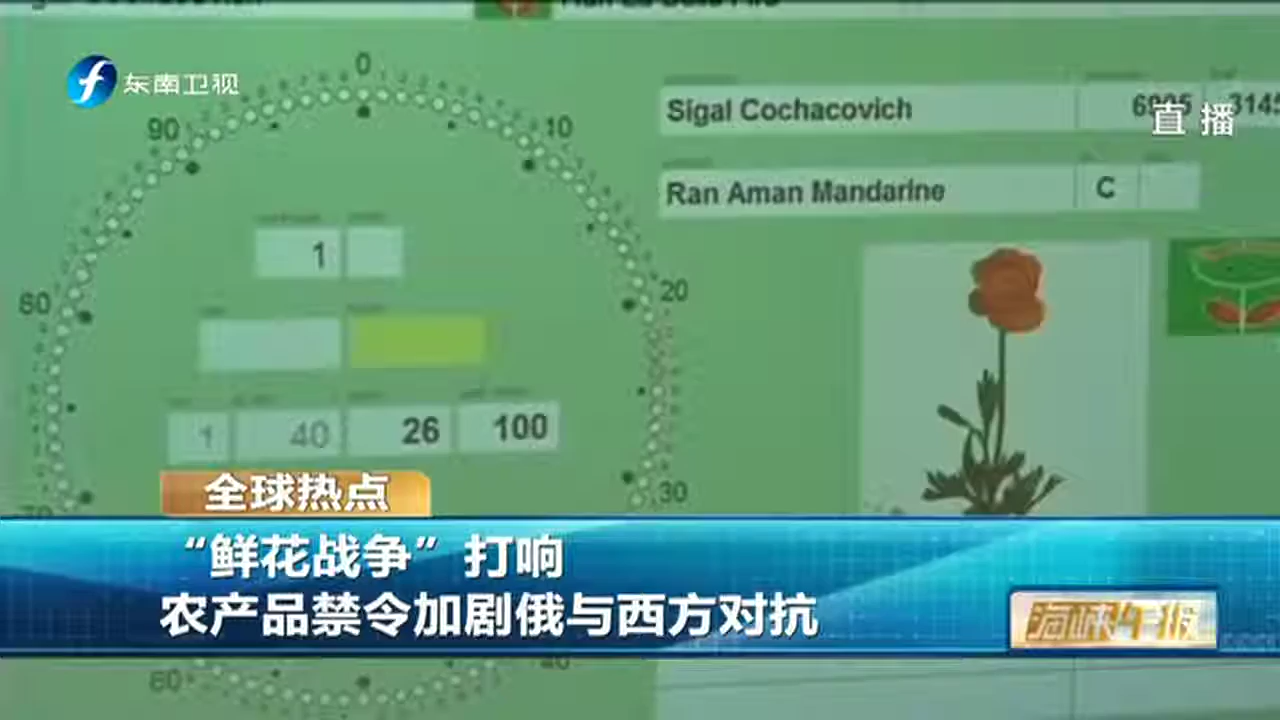 东南卫视
直播
0
90
10
Sigal Cochacovich
Ran Aman Mandarine
C
1
80
20
1
40
26
100
30
全球热点
“鲜花战争”打响
农产品禁令加剧俄与西方对抗
海峡午报
60
40